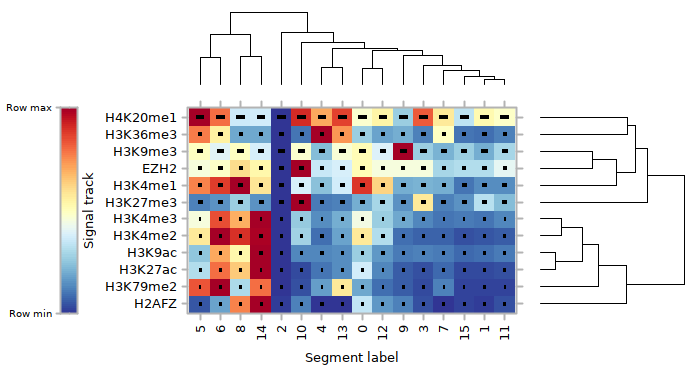 Row max
Row min
Signal track
H4K20me1
H3K36me3
H3K9me3
EZH2
H3K4me1
H3K27me3
H3K4me3
H3K4me2
H3K9ac
H3K27ac
H3K79me2
H2AFZ
5 6 8 14 2 10 4 13 0 12 9 3 7 15 1 11
Segment label